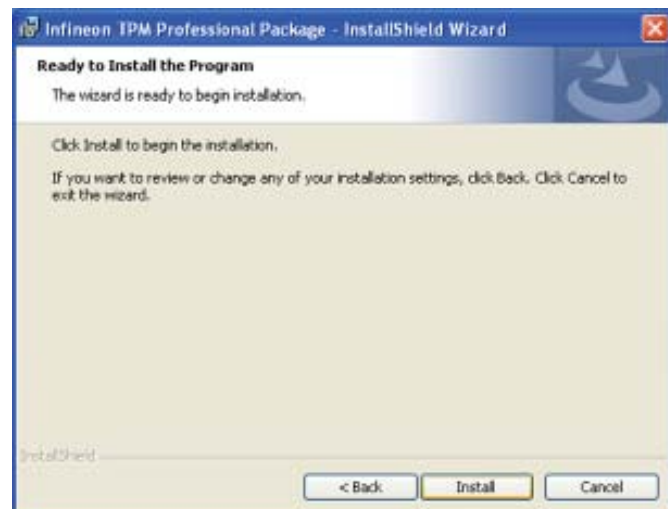 Infineon TPM Professional Package - InstallShield Wizard
Ready to Install the Program
The wizard is ready to begin installation.
Click Install to begin the installation.
If you want to review or change any of your installation settings, click Back. Click Cancel to
exit the wizard.
InstallShield
< Back
Install
Cancel